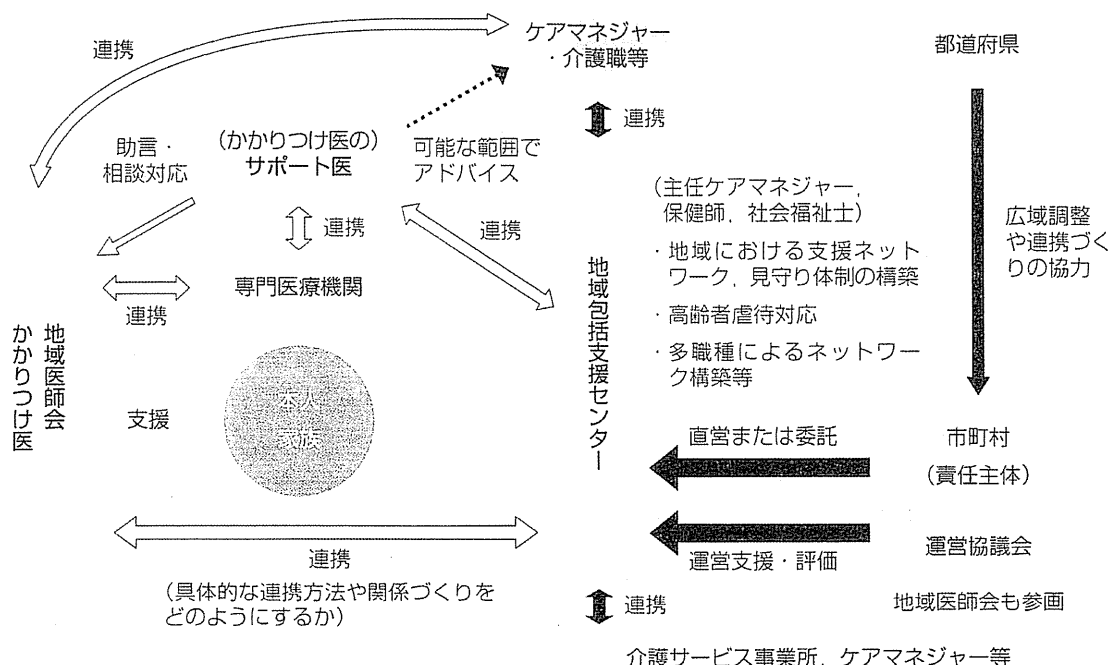 連携
ケアマネジャー
・介護職等
都道府県
連携
助言・
相談対応
(かかりつけ医の)
サポート医
可能な範囲で
アドバイス
連携
連携
専門医療機関
連携
地域医師会
かかりつけ医
支援
本人
家族
地域包括支援センター
(主任ケアマネジャー,
保健師, 社会福祉士)
・地域における支援ネット
ワーク, 見守り体制の構築
・高齢者虐待対応
・多職種によるネットワー
ク構築等
広域調整
や連携づく
りの協力
直営または委託
市町村
(責任主体)
運営協議会
運営支援・評価
地域医師会も参画
連携
(具体的な連携方法や関係づくりを
どのようにするか)
連携
介護サービス事業所, ケアマネジャー等